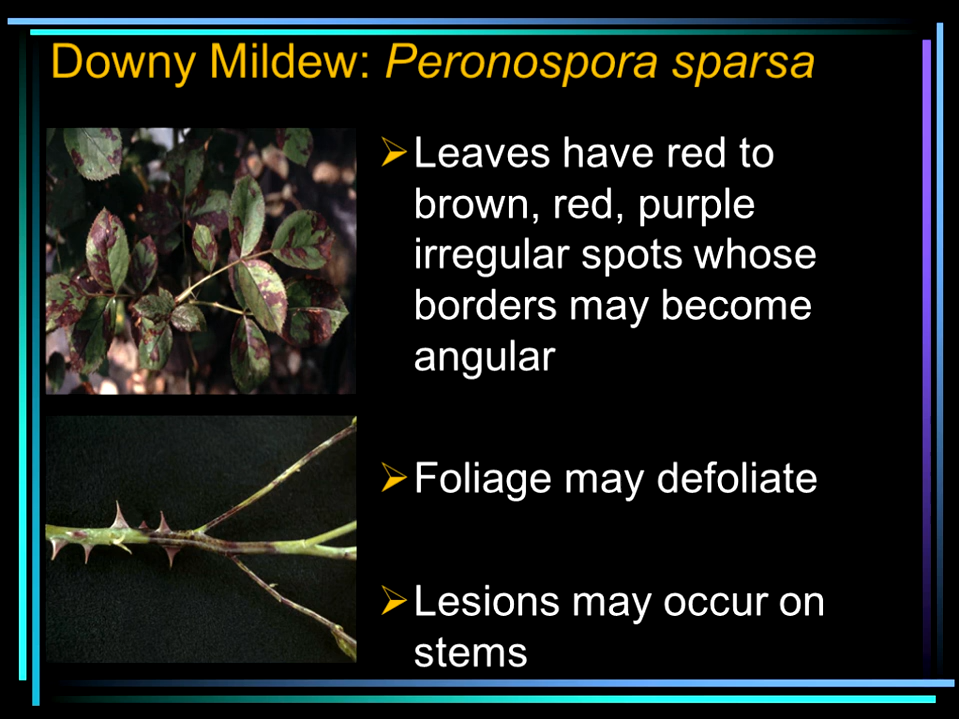 Downy Mildew: Peronospora sparsa
➢Leaves have red to
brown, red, purple
irregular spots whose
borders may become
angular
➢Foliage may defoliate
➢Lesions may occur on
stems